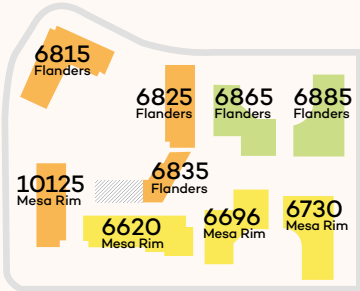 6815
Flanders
6825
Flanders
6865
Flanders
6885
Flanders
6835
Flanders
10125
Mesa Rim
6620
Mesa Rim
6696
Mesa Rim
6730
Mesa Rim